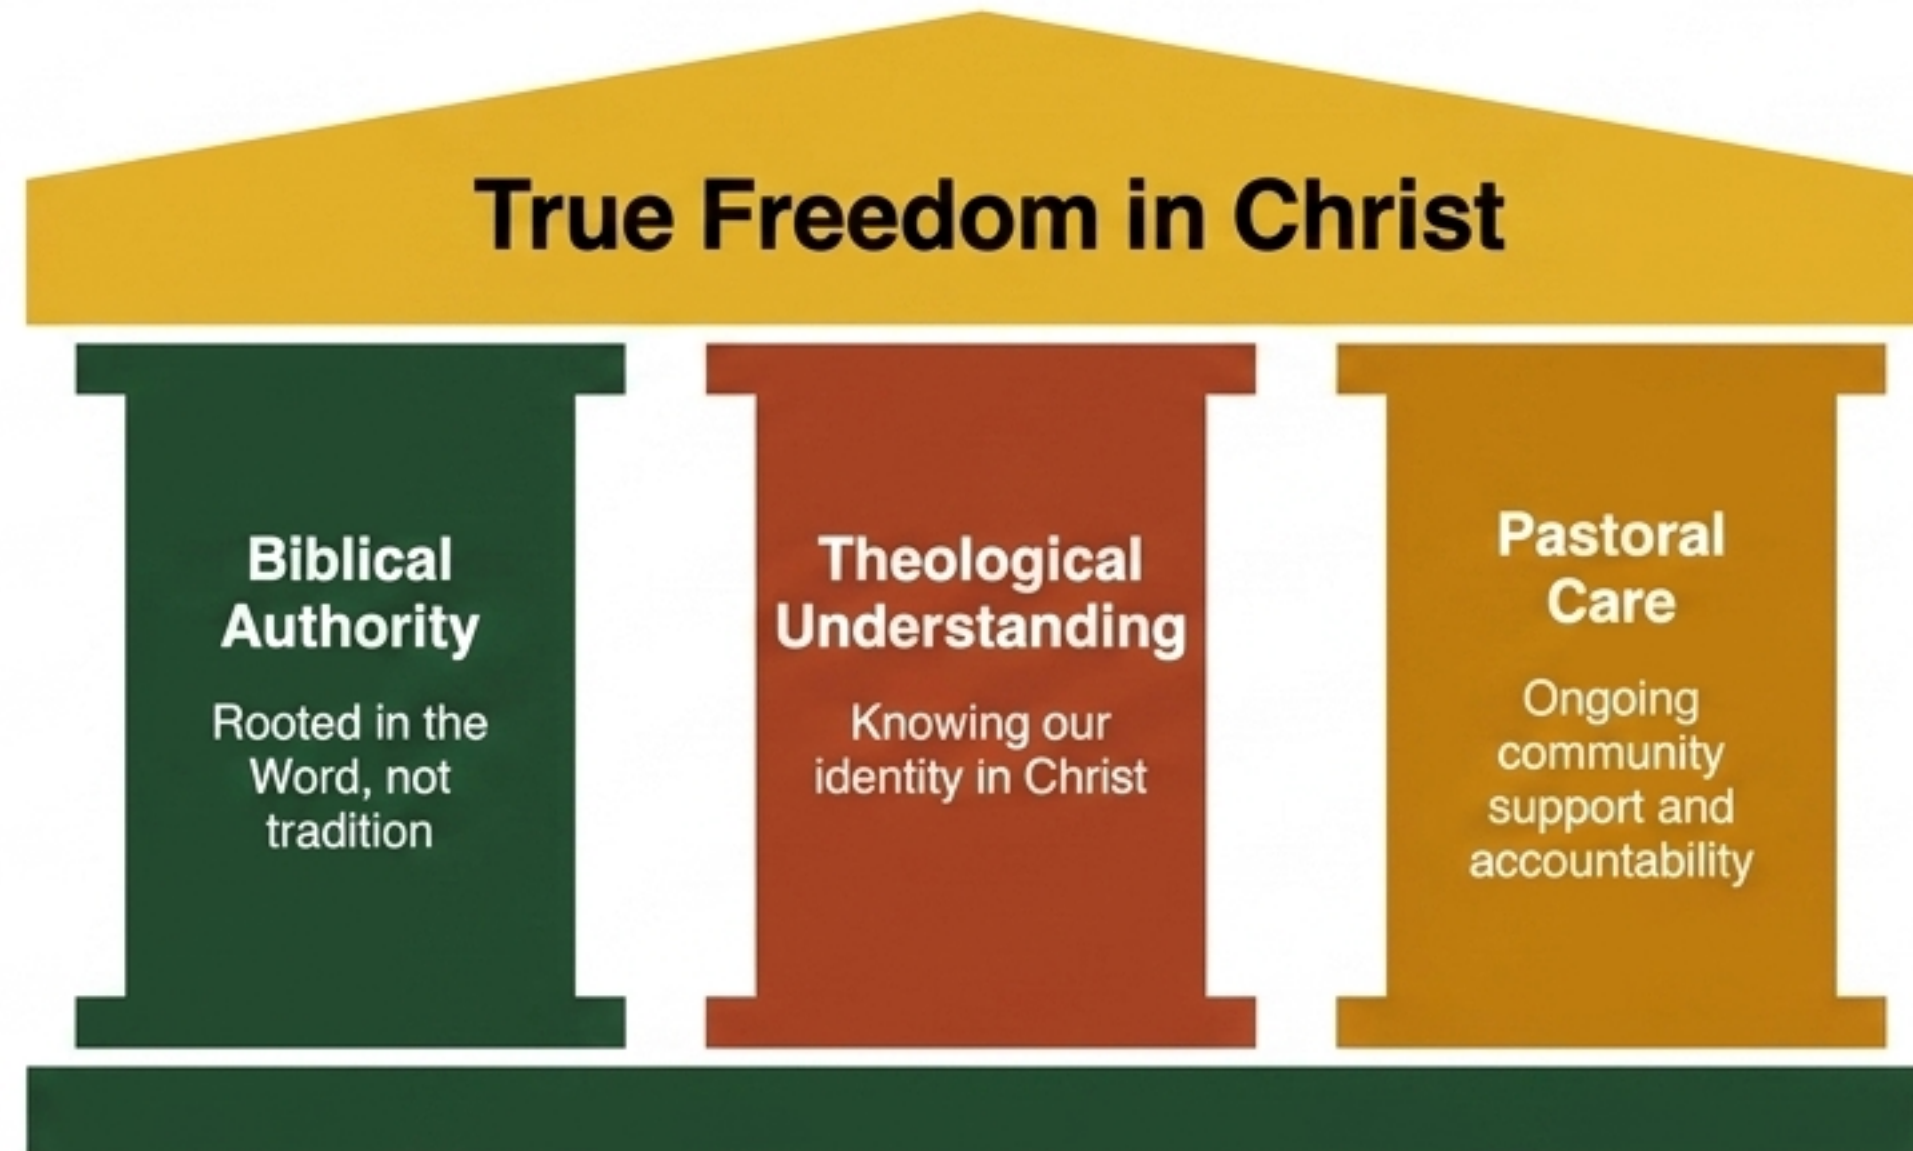 True Freedom in Christ
Biblical
Authority
Rooted in the
Word, not
tradition
Theological
Understanding
Knowing our
identity in Christ
Pastoral
Care
Ongoing
community
support and
accountability